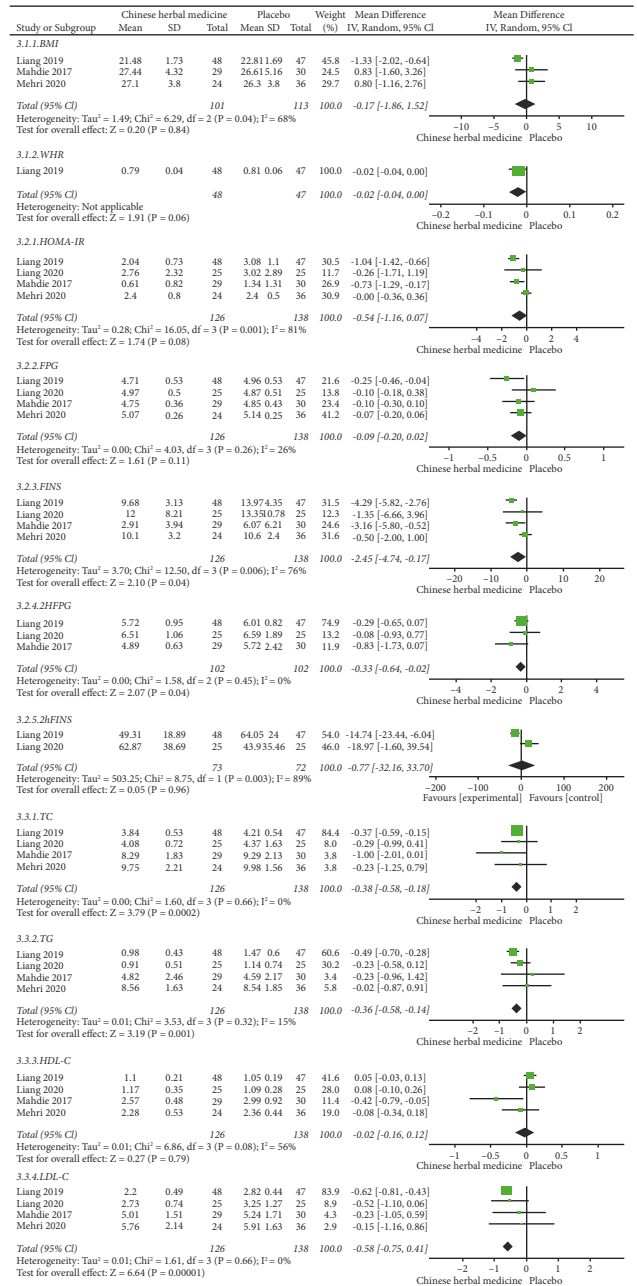 Chinese herbal medicine Placebo Weight Mean Difference Mean Difference
Study or Subgroup Mean SD Total Mean SD Total (%) IV, Random, 95% CI IV, Random, 95% CI
3.1.1.BMI
Liang 2019 21.48 1.73 48 22.81 1.69 47 45.8 -1.33 [-2.02, -0.64]
Mahdie 2017 27.44 4.32 29 26.61 5.16 30 24.5 0.83 [-1.60, 3.26]
Mehri 2020 27.1 3.8 24 26.3 3.8 36 29.7 0.80 [-1.16, 2.76]
Total (95% CI) 101 113 100.0 -0.17 [-1.86, 1.52]
Heterogeneity: Tau² = 1.49; Chi² = 6.29, df = 2 (P = 0.04); I² = 68%
Test for overall effect: Z = 0.20 (P = 0.84)
−10 −5 0 5 10
Chinese herbal medicine Placebo
3.1.2.WHR
Liang 2019 0.79 0.04 48 0.81 0.06 47 100.0 -0.02 [-0.04, 0.00]
Total (95% CI) 48 47 100.0 -0.02 [-0.04, 0.00]
Heterogeneity: Not applicable
Test for overall effect: Z = 1.91 (P = 0.06)
−0.2 −0.1 0 0.1 0.2
Chinese herbal medicine Placebo
3.2.1.HOMA-IR
Liang 2019 2.04 0.73 48 3.08 1.1 47 30.5 -1.04 [-1.42, -0.66]
Liang 2020 2.76 2.32 25 3.02 2.89 25 11.7 -0.26 [-1.71, 1.19]
Mahdie 2017 0.61 0.82 29 1.34 1.31 30 26.9 -0.73 [-1.29, -0.17]
Mehri 2020 2.4 0.8 24 2.4 0.5 36 30.9 -0.00 [-0.36, 0.36]
Total (95% CI) 126 138 100.0 -0.54 [-1.16, 0.07]
Heterogeneity: Tau² = 0.28; Chi² = 16.05, df = 3 (P = 0.001); I² = 81%
Test for overall effect: Z = 1.74 (P = 0.08)
−4 −2 0 2 4
Chinese herbal medicine Placebo
3.2.2.FPG
Liang 2019 4.71 0.53 48 4.96 0.53 47 21.6 -0.25 [-0.46, -0.04]
Liang 2020 4.97 0.5 25 4.87 0.51 25 13.8 -0.10 [-0.18, 0.38]
Mahdie 2017 4.75 0.36 29 4.85 0.43 30 23.4 -0.10 [-0.30, 0.10]
Mehri 2020 5.07 0.26 24 5.14 0.25 36 41.2 -0.07 [-0.20, 0.06]
Total (95% CI) 126 138 100.0 -0.09 [-0.20, 0.02]
Heterogeneity: Tau² = 0.00; Chi² = 4.03, df = 3 (P = 0.26); I² = 26%
Test for overall effect: Z = 1.61 (P = 0.11)
−1 −0.5 0 0.5 1
Chinese herbal medicine Placebo
3.2.3.FINS
Liang 2019 9.68 3.13 48 13.97 4.35 47 31.5 -4.29 [-5.82, -2.76]
Liang 2020 12 8.21 25 13.35 10.78 25 12.3 -1.35 [-6.66, 3.96]
Mahdie 2017 2.91 3.94 29 6.07 6.21 30 24.6 -3.16 [-5.80, -0.52]
Mehri 2020 10.1 3.2 24 10.6 2.4 36 31.6 -0.50 [-2.00, 1.00]
Total (95% CI) 126 138 100.0 -2.45 [-4.74, -0.17]
Heterogeneity: Tau² = 3.70; Chi² = 12.50, df = 3 (P = 0.006); I² = 76%
Test for overall effect: Z = 2.10 (P = 0.04)
−20 −10 0 10 20
Chinese herbal medicine Placebo
3.2.4.2HFPG
Liang 2019 5.72 0.95 48 6.01 0.82 47 74.9 -0.29 [-0.65, 0.07]
Liang 2020 6.51 1.06 25 6.59 1.89 25 13.2 -0.08 [-0.93, 0.77]
Mahdie 2017 4.89 0.63 29 5.72 2.42 30 11.9 -0.83 [-1.73, 0.07]
Total (95% CI) 102 102 100.0 -0.33 [-0.64, -0.02]
Heterogeneity: Tau² = 0.00; Chi² = 1.58, df = 2 (P = 0.45); I² = 0%
Test for overall effect: Z = 2.07 (P = 0.04)
−4 −2 0 2 4
Chinese herbal medicine Placebo
3.2.5.2hFINS
Liang 2019 49.31 18.89 48 64.05 24 47 54.0 -14.74 [-23.44, -6.04]
Liang 2020 62.87 38.69 25 43.93 35.46 25 46.0 -18.97 [-1.60, 39.54]
Total (95% CI) 73 72 100.0 -0.77 [-32.16, 33.70]
Heterogeneity: Tau² = 503.25; Chi² = 8.75, df = 1 (P = 0.003); I² = 89%
Test for overall effect: Z = 0.05 (P = 0.96)
−200 −100 0 100 200
Favours [experimental] Favours [control]
3.3.1.TC
Liang 2019 3.84 0.53 48 4.21 0.54 47 84.4 -0.37 [-0.59, -0.15]
Liang 2020 4.08 0.72 25 4.37 1.63 25 8.0 -0.29 [-0.99, 0.41]
Mahdie 2017 8.29 1.83 29 9.29 2.13 30 3.8 -1.00 [-2.01, 0.01]
Mehri 2020 9.75 2.21 24 9.98 1.56 36 3.8 -0.23 [-1.25, 0.79]
Total (95% CI) 126 138 100.0 -0.38 [-0.58, -0.18]
Heterogeneity: Tau² = 0.00; Chi² = 1.60, df = 3 (P = 0.66); I² = 0%
Test for overall effect: Z = 3.79 (P = 0.0002)
−2 −1 0 1 2
Chinese herbal medicine Placebo
3.3.2.TG
Liang 2019 0.98 0.43 48 1.47 0.6 47 60.6 -0.49 [-0.70, -0.28]
Liang 2020 0.91 0.51 25 1.14 0.74 25 30.2 -0.23 [-0.58, 0.12]
Mahdie 2017 4.82 2.46 29 4.59 2.17 30 3.4 -0.23 [-0.96, 1.42]
Mehri 2020 8.56 1.63 24 8.54 1.85 36 5.8 -0.02 [-0.87, 0.91]
Total (95% CI) 126 138 100.0 -0.36 [-0.58, -0.14]
Heterogeneity: Tau² = 0.01; Chi² = 3.53, df = 3 (P = 0.32); I² = 15%
Test for overall effect: Z = 3.19 (P = 0.001)
−2 −1 0 1 2
Chinese herbal medicine Placebo
3.3.3.HDL-C
Liang 2019 1.1 0.21 48 1.05 0.19 47 41.6 0.05 [-0.03, 0.13]
Liang 2020 1.17 0.35 25 1.09 0.28 25 28.0 0.08 [-0.10, 0.26]
Mahdie 2017 2.57 0.48 29 2.99 0.92 30 11.4 -0.42 [-0.79, -0.05]
Mehri 2020 2.28 0.53 24 2.36 0.44 36 19.0 -0.08 [-0.34, 0.18]
Total (95% CI) 126 138 100.0 -0.02 [-0.16, 0.12]
Heterogeneity: Tau² = 0.01; Chi² = 6.86, df = 3 (P = 0.08); I² = 56%
Test for overall effect: Z = 0.27 (P = 0.79)
−1 −0.5 0 0.5 1
Chinese herbal medicine Placebo
3.3.4.LDL-C
Liang 2019 2.2 0.49 48 2.82 0.44 47 83.9 -0.62 [-0.81, -0.43]
Liang 2020 2.73 0.74 25 3.25 1.27 25 8.9 -0.52 [-1.10, 0.06]
Mahdie 2017 5.01 1.51 29 5.24 1.71 30 4.3 -0.23 [-1.05, 0.59]
Mehri 2020 5.76 2.14 24 5.91 1.63 36 2.9 -0.15 [-1.16, 0.86]
Total (95% CI) 126 138 100.0 -0.58 [-0.75, 0.41]
Heterogeneity: Tau² = 0.01; Chi² = 1.61, df = 3 (P = 0.66); I² = 0%
Test for overall effect: Z = 6.64 (P = 0.00001)
−2 −1 0 1 2
Chinese herbal medicine Placebo